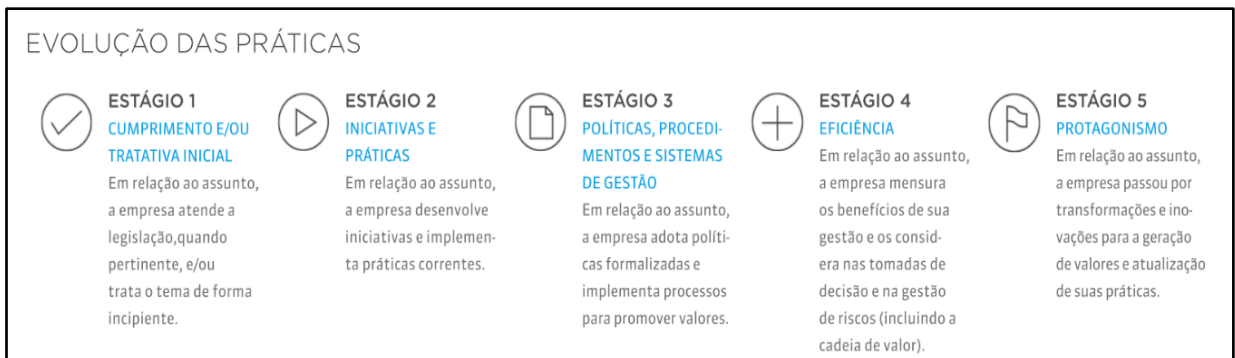 EVOLUÇÃO DAS PRÁTICAS
ESTÁGIO 1
CUMPRIMENTO E/OU
TRATATIVA INICIAL
Em relação ao assunto,
a empresa atende a
legislação,quando
pertinente, e/ou
trata o tema de forma
incipiente.
ESTÁGIO 2
INICIATIVAS E
PRÁTICAS
Em relação ao assunto,
a empresa desenvolve
iniciativas e implemen-
ta práticas correntes.
ESTÁGIO 3
POLÍTICAS, PROCEDI-
MENTOS E SISTEMAS
DE GESTÃO
Em relação ao assunto,
a empresa adota políti-
cas formalizadas e
implementa processos
para promover valores.
ESTÁGIO 4
EFICIÊNCIA
Em relação ao assunto,
a empresa mensura
os benefícios de sua
gestão e os consid-
era nas tomadas de
decisão e na gestão
de riscos (incluindo a
cadeia de valor).
ESTÁGIO 5
PROTAGONISMO
Em relação ao assunto,
a empresa passou por
transformações e ino-
vações para a geração
de valores e atualização
de suas práticas.